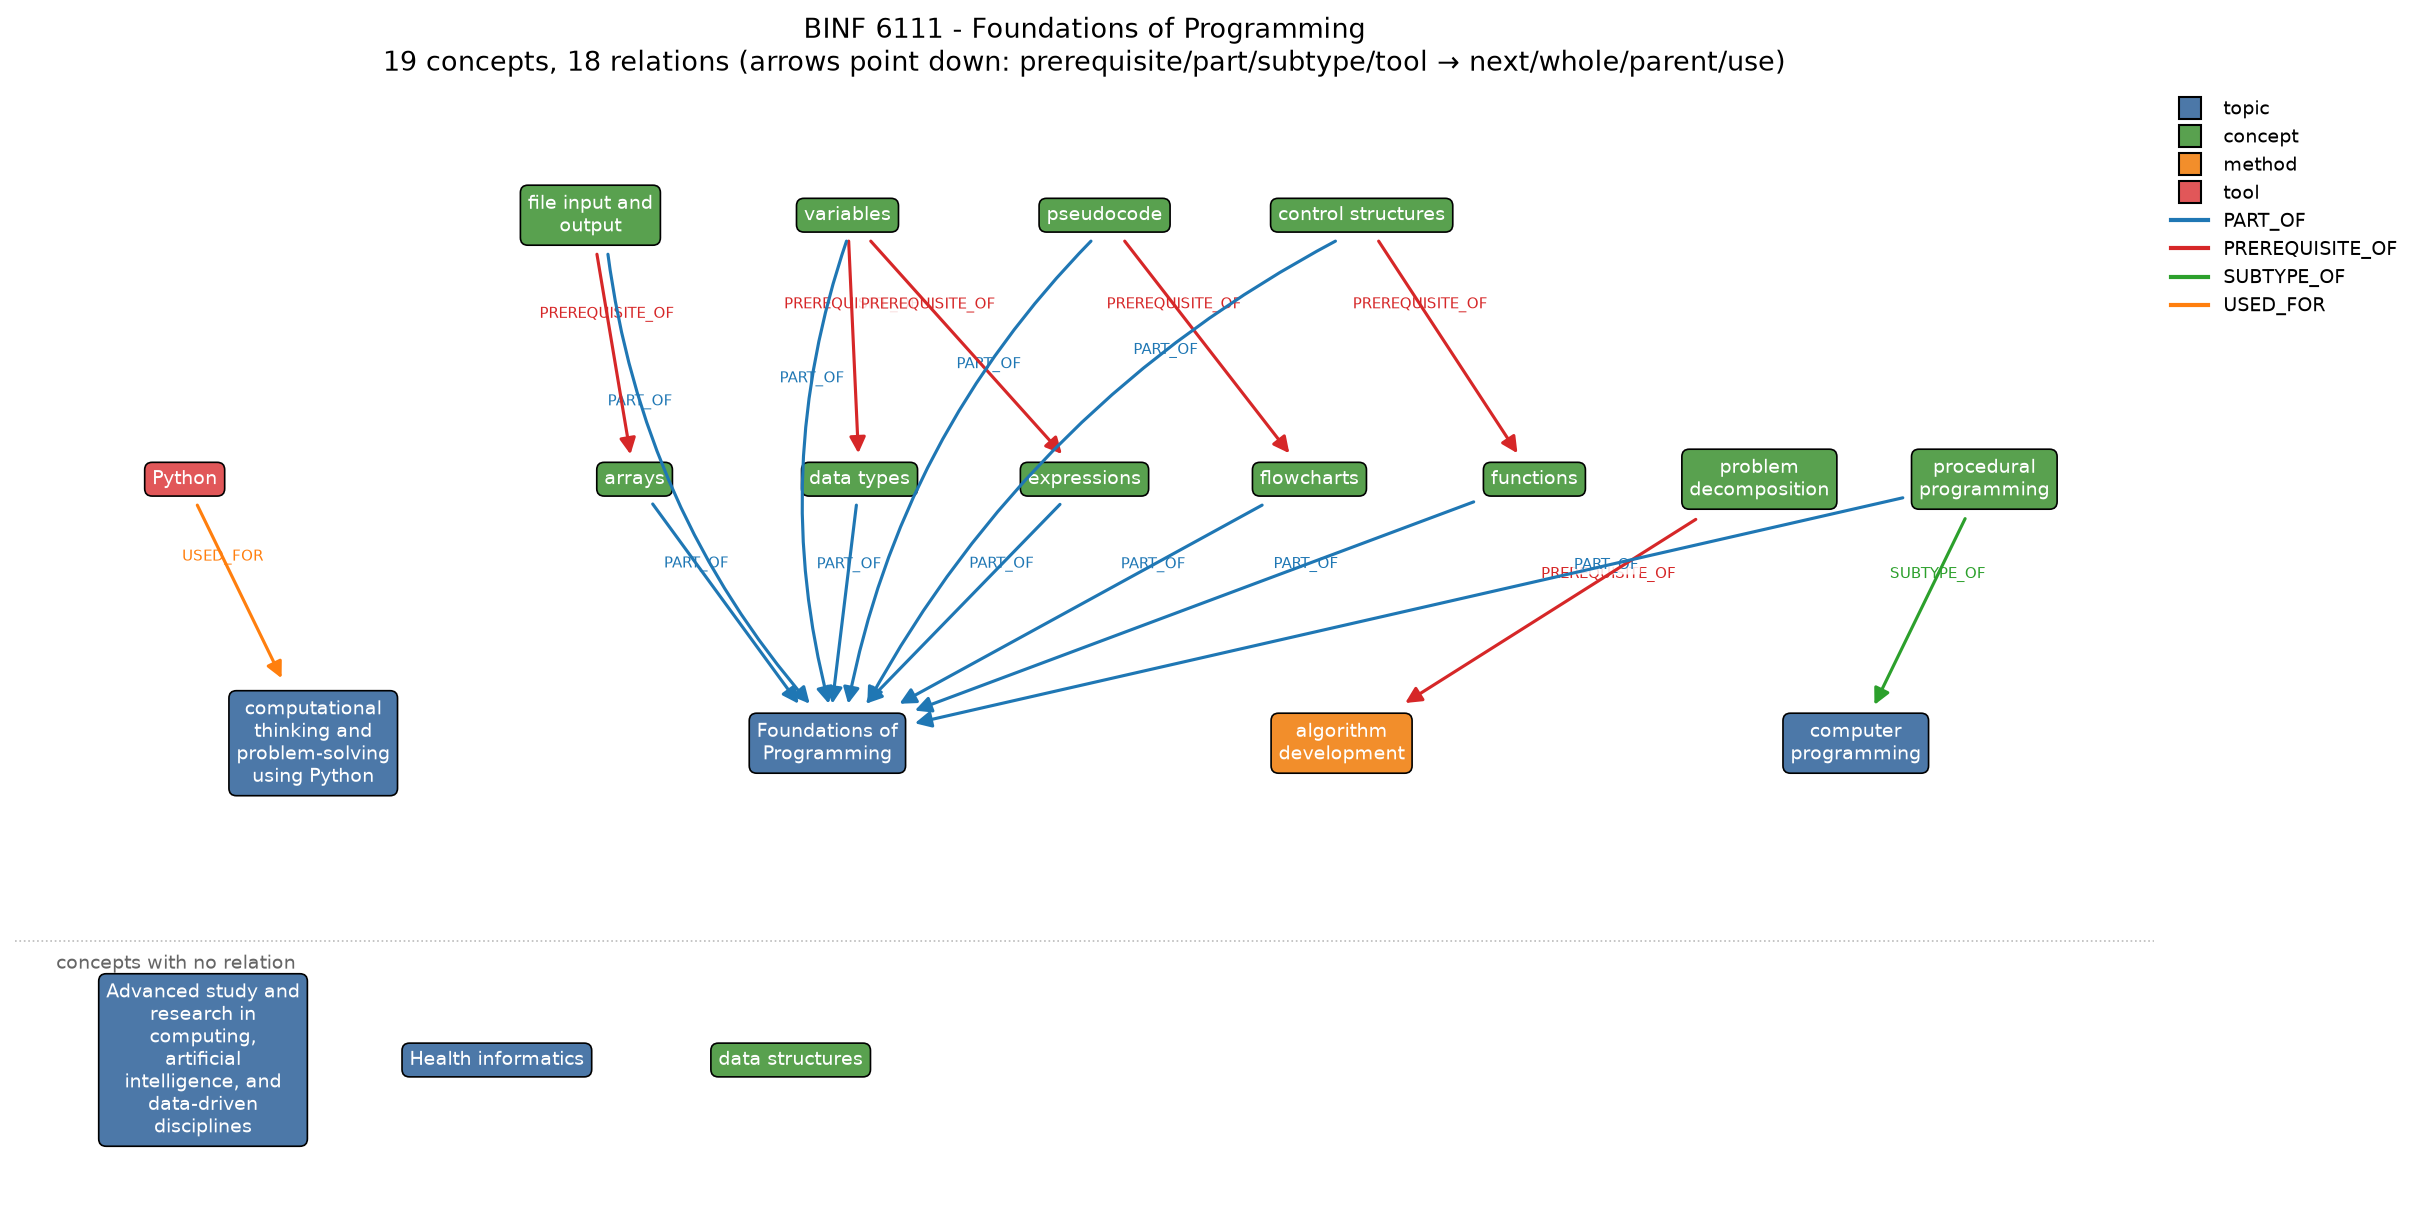 BINF 6111 - Foundations of Programming
19 concepts, 18 relations (arrows point down: prerequisite/part/subtype/tool → next/whole/parent/use)
topic
concept
method
tool
PART_OF
PREREQUISITE_OF
SUBTYPE_OF
USED_FOR
file input and
output
variables
pseudocode
control structures
PREREQUISITE_OF
PREREQUI
PREREQUISITE_OF
PREREQUISITE_OF
PREREQUISITE_OF
PART_OF
PART_OF
PART_OF
PART_OF
Python
arrays
data types
expressions
flowcharts
functions
problem
decomposition
procedural
programming
USED_FOR
PART_OF
PART_OF
PART_OF
PART_OF
PART_OF
PART_OF
PREREQUISITE_OF
SUBTYPE_OF
computational
thinking and
problem-solving
using Python
Foundations of
Programming
algorithm
development
computer
programming
concepts with no relation
Advanced study and
research in
computing,
artificial
intelligence, and
data-driven
disciplines
Health informatics
data structures